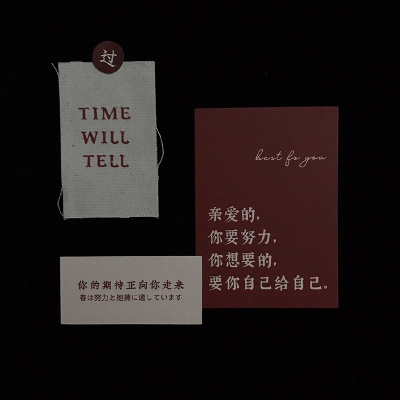 过
TIME
WILL
TELL
best fo you
亲爱的,
你要努力,
你想要的,
要你自己给自己。
你的期待正向你走来
春は努力と抱擁に適しています